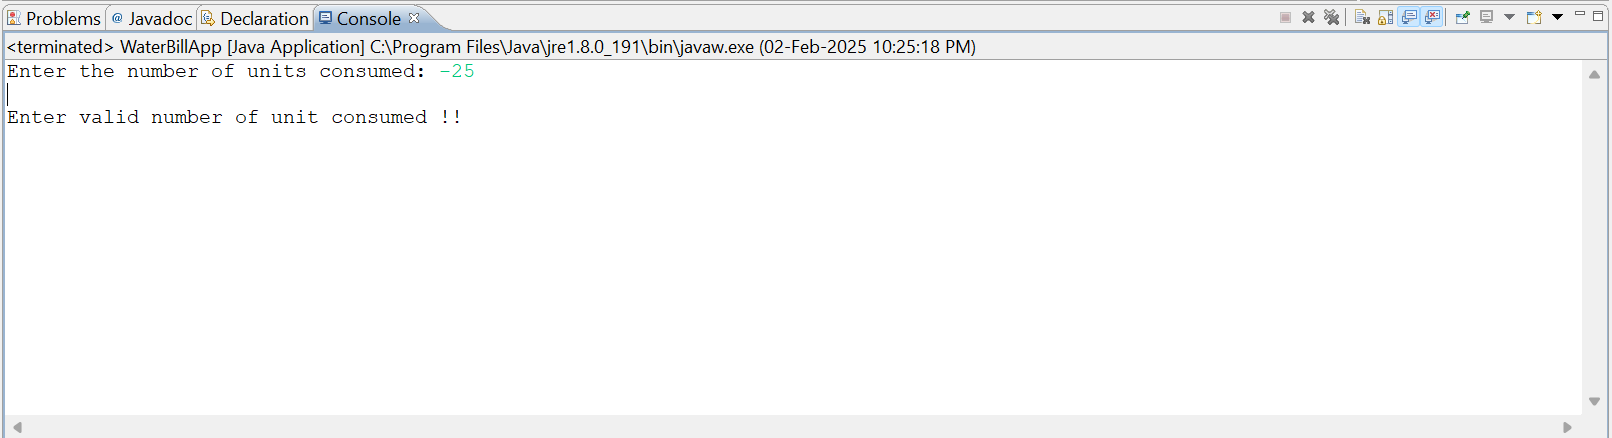 Problems @ Javadoc Declaration Console
<terminated> WaterBillApp [Java Application] C:\Program Files\Java\jre1.8.0_191\bin\javaw.exe (02-Feb-2025 10:25:18 PM)
Enter the number of units consumed: -25
Enter valid number of unit consumed !!